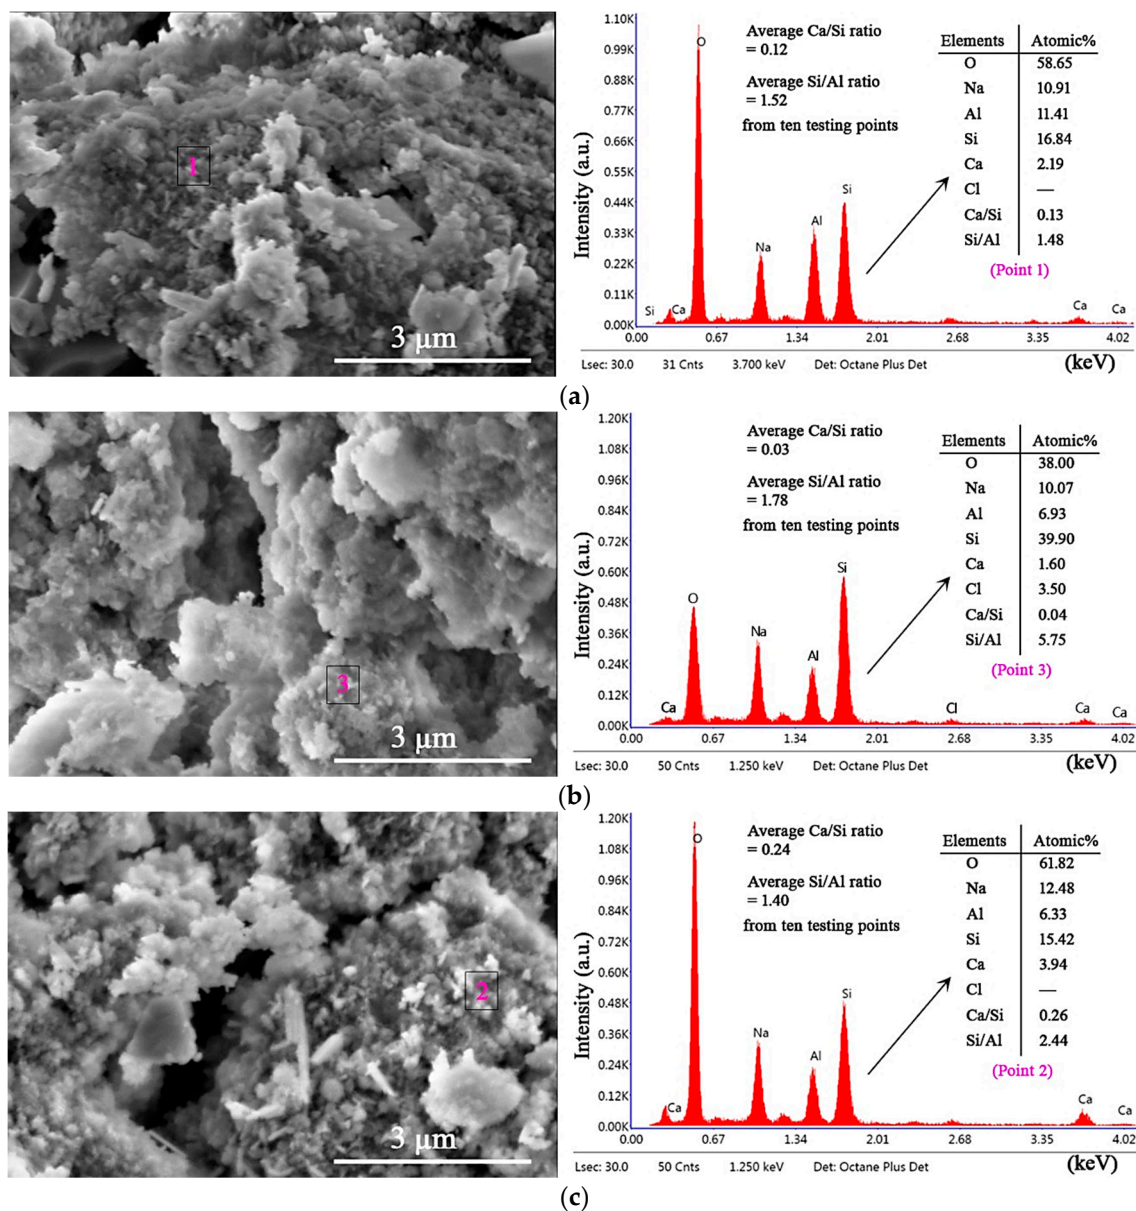 1
3 μm
1.10K
0.99K
0.88K
0.77K
0.66K
0.55K
0.44K
0.33K
0.22K
0.11K
0.00K
Intensity (a.u.)
Average Ca/Si ratio
= 0.12
Average Si/Al ratio
= 1.52
from ten testing points
O
Na
Al
Si
Si
Ca
Ca
Ca
Elements Atomic%
O 58.65
Na 10.91
Al 11.41
Si 16.84
Ca 2.19
Cl —
Ca/Si 0.13
Si/Al 1.48
(Point 1)
0.00 0.67 1.34 2.01 2.68 3.35 4.02
(keV)
Lsec: 30.0 31 Cnts 3.700 keV Det: Octane Plus Det
(a)
3
3 μm
1.20K
1.08K
0.96K
0.84K
0.72K
0.60K
0.48K
0.36K
0.24K
0.12K
0.00K
Intensity (a.u.)
Average Ca/Si ratio
= 0.03
Average Si/Al ratio
= 1.78
from ten testing points
Ca
O
Na
Al
Si
Cl
Ca
Ca
Elements Atomic%
O 38.00
Na 10.07
Al 6.93
Si 39.90
Ca 1.60
Cl 3.50
Ca/Si 0.04
Si/Al 5.75
(Point 3)
0.00 0.67 1.34 2.01 2.68 3.35 4.02
(keV)
Lsec: 30.0 50 Cnts 1.250 keV Det: Octane Plus Det
(b)
2
3 μm
1.20K
1.08K
0.96K
0.84K
0.72K
0.60K
0.48K
0.36K
0.24K
0.12K
0.00K
Intensity (a.u.)
Average Ca/Si ratio
= 0.24
Average Si/Al ratio
= 1.40
from ten testing points
Ca
O
Na
Al
Si
Ca
Ca
Elements Atomic%
O 61.82
Na 12.48
Al 6.33
Si 15.42
Ca 3.94
Cl —
Ca/Si 0.26
Si/Al 2.44
(Point 2)
0.00 0.67 1.34 2.01 2.68 3.35 4.02
(keV)
Lsec: 30.0 50 Cnts 1.250 keV Det: Octane Plus Det
(c)